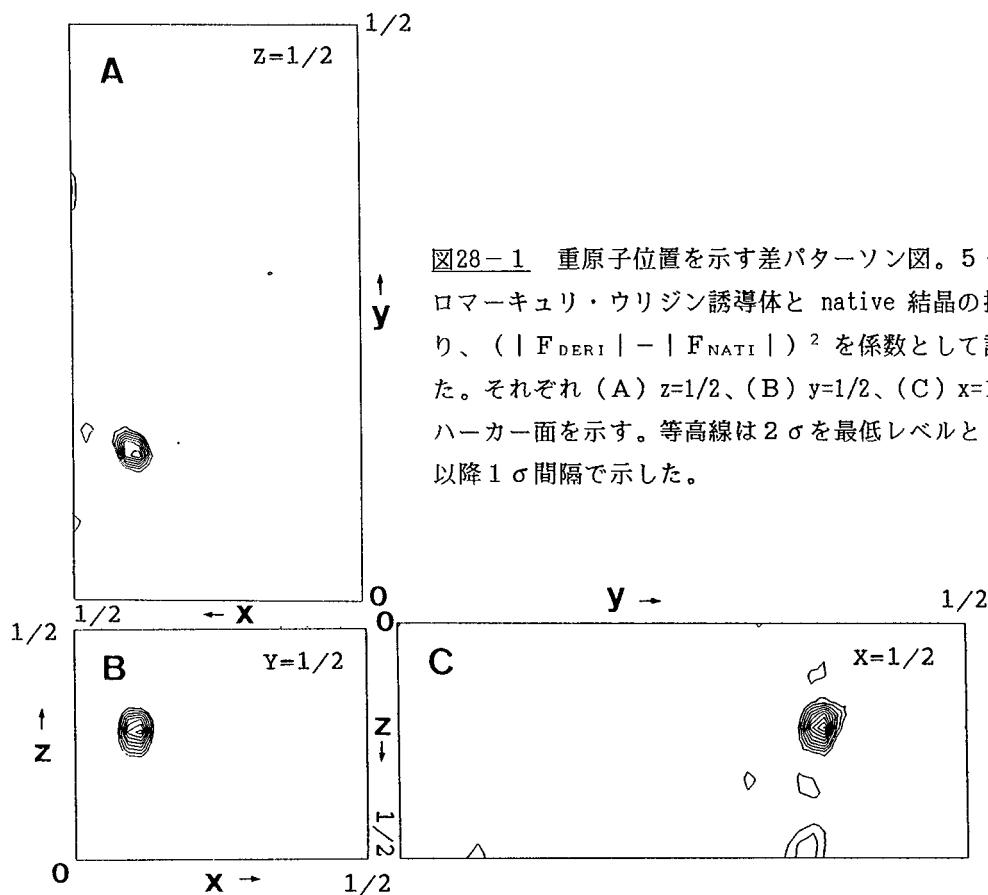 1/2
A
Z=1/2
↑
y
図28-1 重原子位置を示す差パターソン図。5-
ロマーキュリ・ウリジン誘導体と native 結晶の
り、(|FDERI|-|FNATI|)²を係数として
た。それぞれ(A)z=1/2、(B)y=1/2、(C)x=
ハーカー面を示す。等高線は2σを最低レベルと
以降1σ間隔で示した。
0
1/2
←x
y→
1/2
1/2
0
B
Y=1/2
C
X=1/2
↑
z
z
↓
1/2
0
x→
1/2